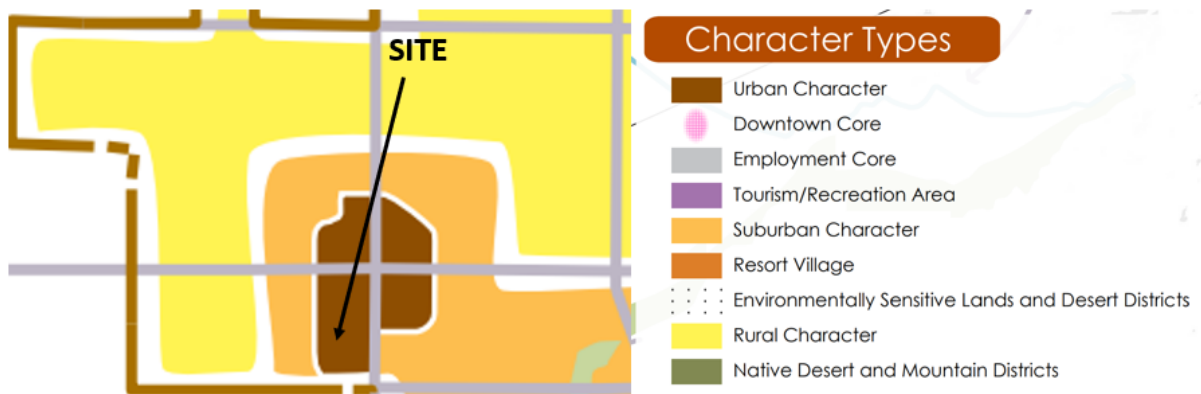 SITE
Character Types
Urban Character
Downtown Core
Employment Core
Tourism/Recreation Area
Suburban Character
Resort Village
Environmentally Sensitive Lands and Desert Districts
Rural Character
Native Desert and Mountain Districts